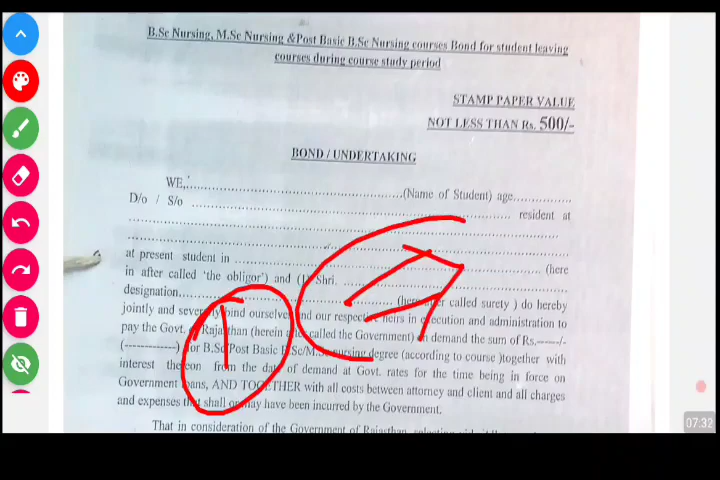 B.Sc Nursing, M.Sc Nursing &Post Basic B.Sc Nursing courses Bond for student leaving
courses during course study period
STAMP PAPER VALUE
NOT LESS THAN Rs. 500/-
BOND / UNDERTAKING
WE,...........................................................(Name of Student) age...............
D/o / S/o ................................................................................ resident at
................................................................................................................
................................................................................................................
at present student in ............................................................................ (here
in after called 'the obligor') and (1) Shri. ..................................................
designation......................................................(herein after called surety ) do hereby
jointly and severely bind ourselves and our respective heirs in execution and administration to
pay the Govt. of Rajasthan (herein called the Government) on demand the sum of Rs.------/-
(------------) for B.Sc/Post Basic B.Sc/M.Sc nursing degree (according to course )together with
interest the eon from the date of demand at Govt. rates for the time being in force on
Government loans, AND TOGETHER with all costs between attorney and client and all charges
and expenses that shall or may have been incurred by the Government.
That in consideration of the Government of Rajasthan
07:32